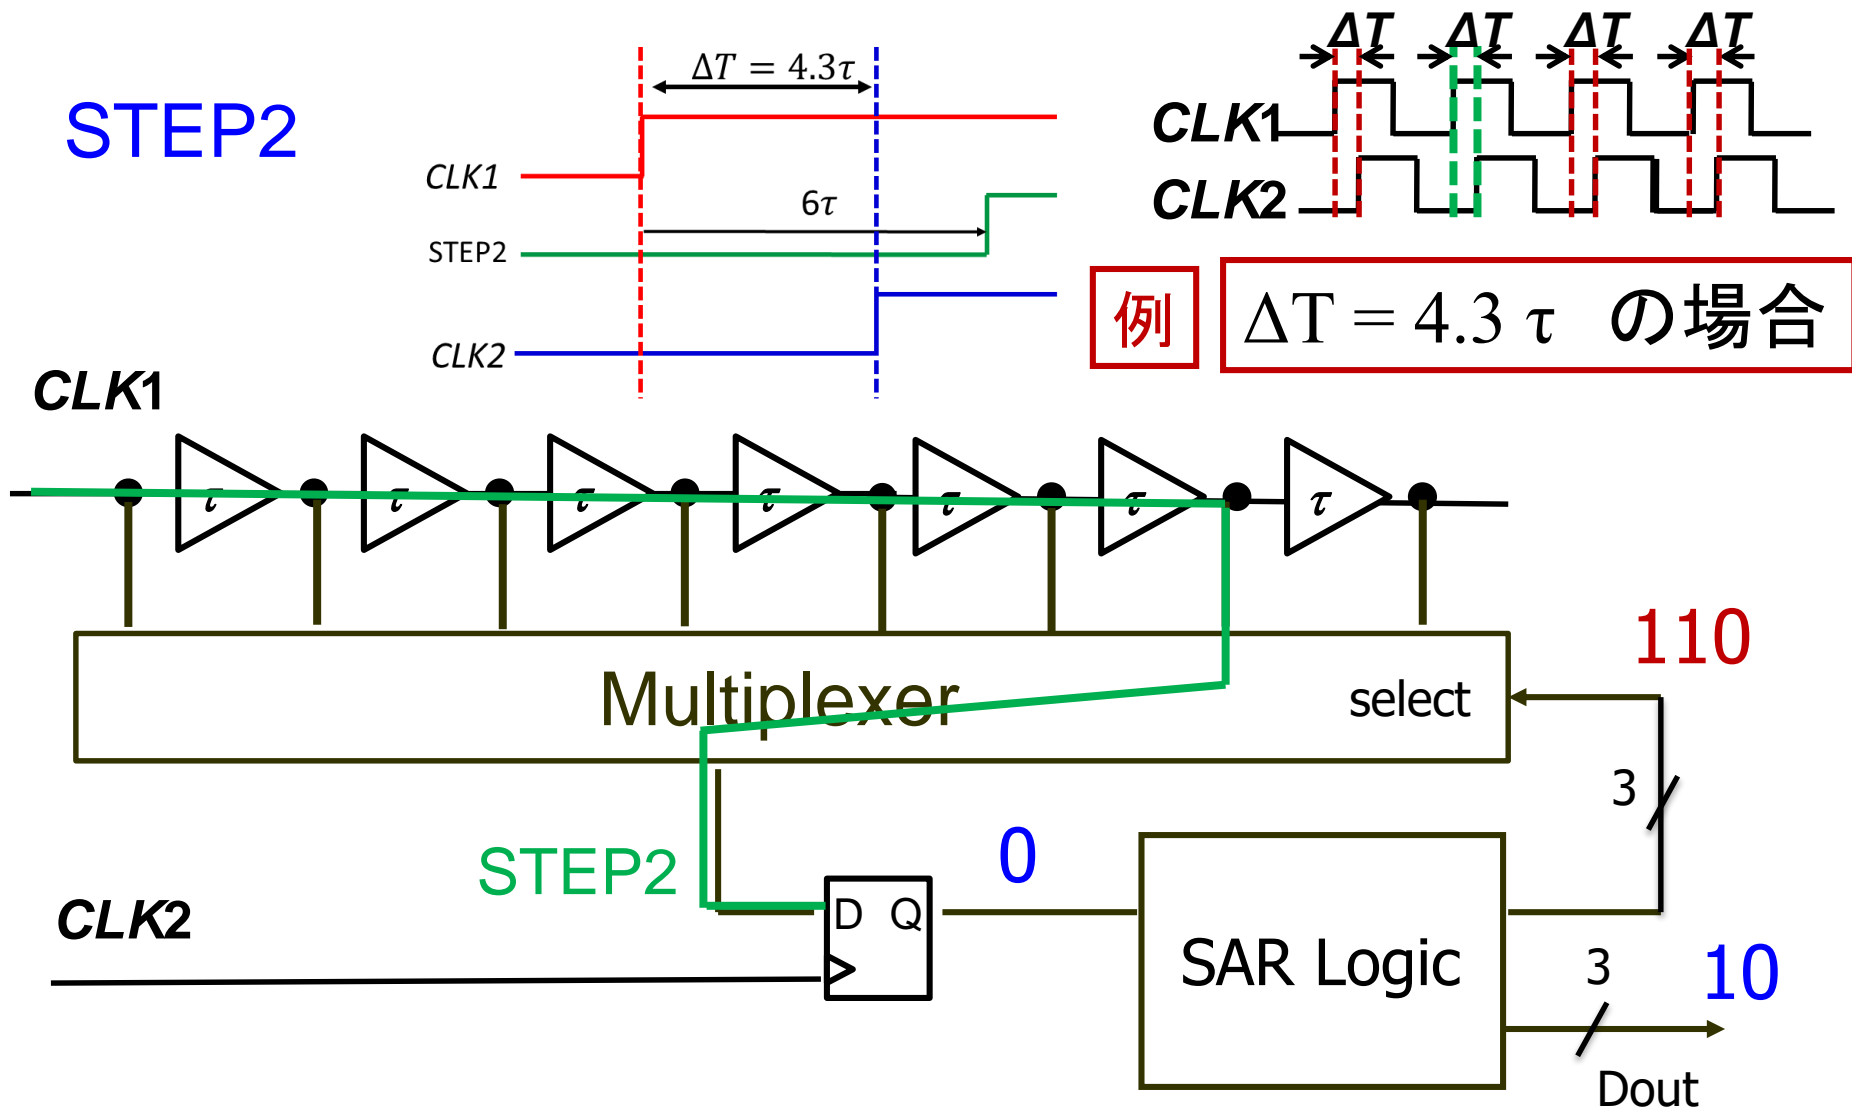 STEP2
ΔT = 4.3τ
CLK1
6τ
STEP2
CLK2
ΔT ΔT ΔT ΔT
CLK1
CLK2
例
ΔT = 4.3 τ の場合
CLK1
τ τ τ τ τ τ τ
Multiplexer
select
110
3
STEP2
0
CLK2
D Q
SAR Logic
3
10
Dout